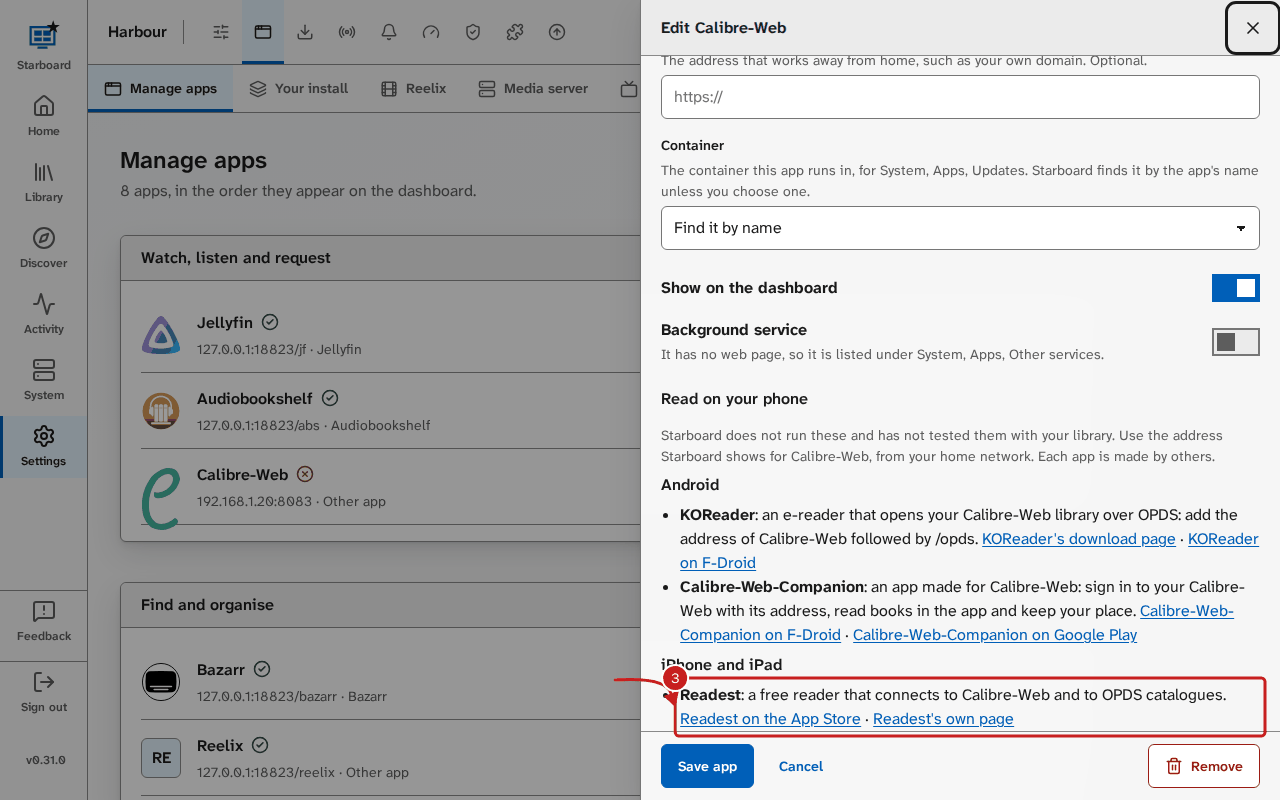 Starboard
Home
Library
Discover
Activity
System
Settings
Feedback
Sign out
v0.31.0
Harbour
Manage apps
Your install
Reelix
Media server
Manage apps
8 apps, in the order they appear on the dashboard.
Watch, listen and request
Jellyfin
127.0.0.1:18823/jf · Jellyfin
Audiobookshelf
127.0.0.1:18823/abs · Audiobookshelf
Calibre-Web
192.168.1.20:8083 · Other app
Find and organise
Bazarr
127.0.0.1:18823/bazarr · Bazarr
RE
Reelix
127.0.0.1:18823/reelix · Other app
Edit Calibre-Web
The address that works away from home, such as your own domain. Optional.
https://
Container
The container this app runs in, for System, Apps, Updates. Starboard finds it by the app's name
unless you choose one.
Find it by name
Show on the dashboard
Background service
It has no web page, so it is listed under System, Apps, Other services.
Read on your phone
Starboard does not run these and has not tested them with your library. Use the address
Starboard shows for Calibre-Web, from your home network. Each app is made by others.
Android
• KOReader: an e-reader that opens your Calibre-Web library over OPDS: add the
address of Calibre-Web followed by /opds. KOReader's download page · KOReader
on F-Droid
• Calibre-Web-Companion: an app made for Calibre-Web: sign in to your Calibre-
Web with its address, read books in the app and keep your place. Calibre-Web-
Companion on F-Droid · Calibre-Web-Companion on Google Play
iPhone and iPad
3
Readest: a free reader that connects to Calibre-Web and to OPDS catalogues.
Readest on the App Store · Readest's own page
Save app
Cancel
Remove